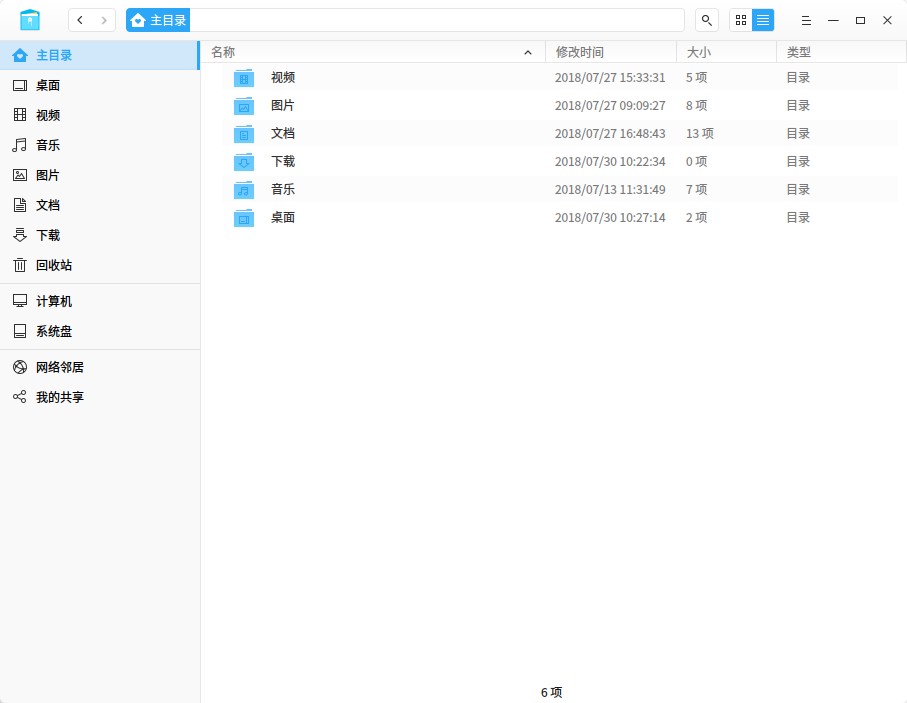 主目录
主目录
桌面
视频
音乐
图片
文档
下载
回收站
计算机
系统盘
网络邻居
我的共享
名称 修改时间 大小 类型
视频 2018/07/27 15:33:31 5 项 目录
图片 2018/07/27 09:09:27 8 项 目录
文档 2018/07/27 16:48:43 13 项 目录
下载 2018/07/30 10:22:34 0 项 目录
音乐 2018/07/13 11:31:49 7 项 目录
桌面 2018/07/30 10:27:14 2 项 目录
6 项